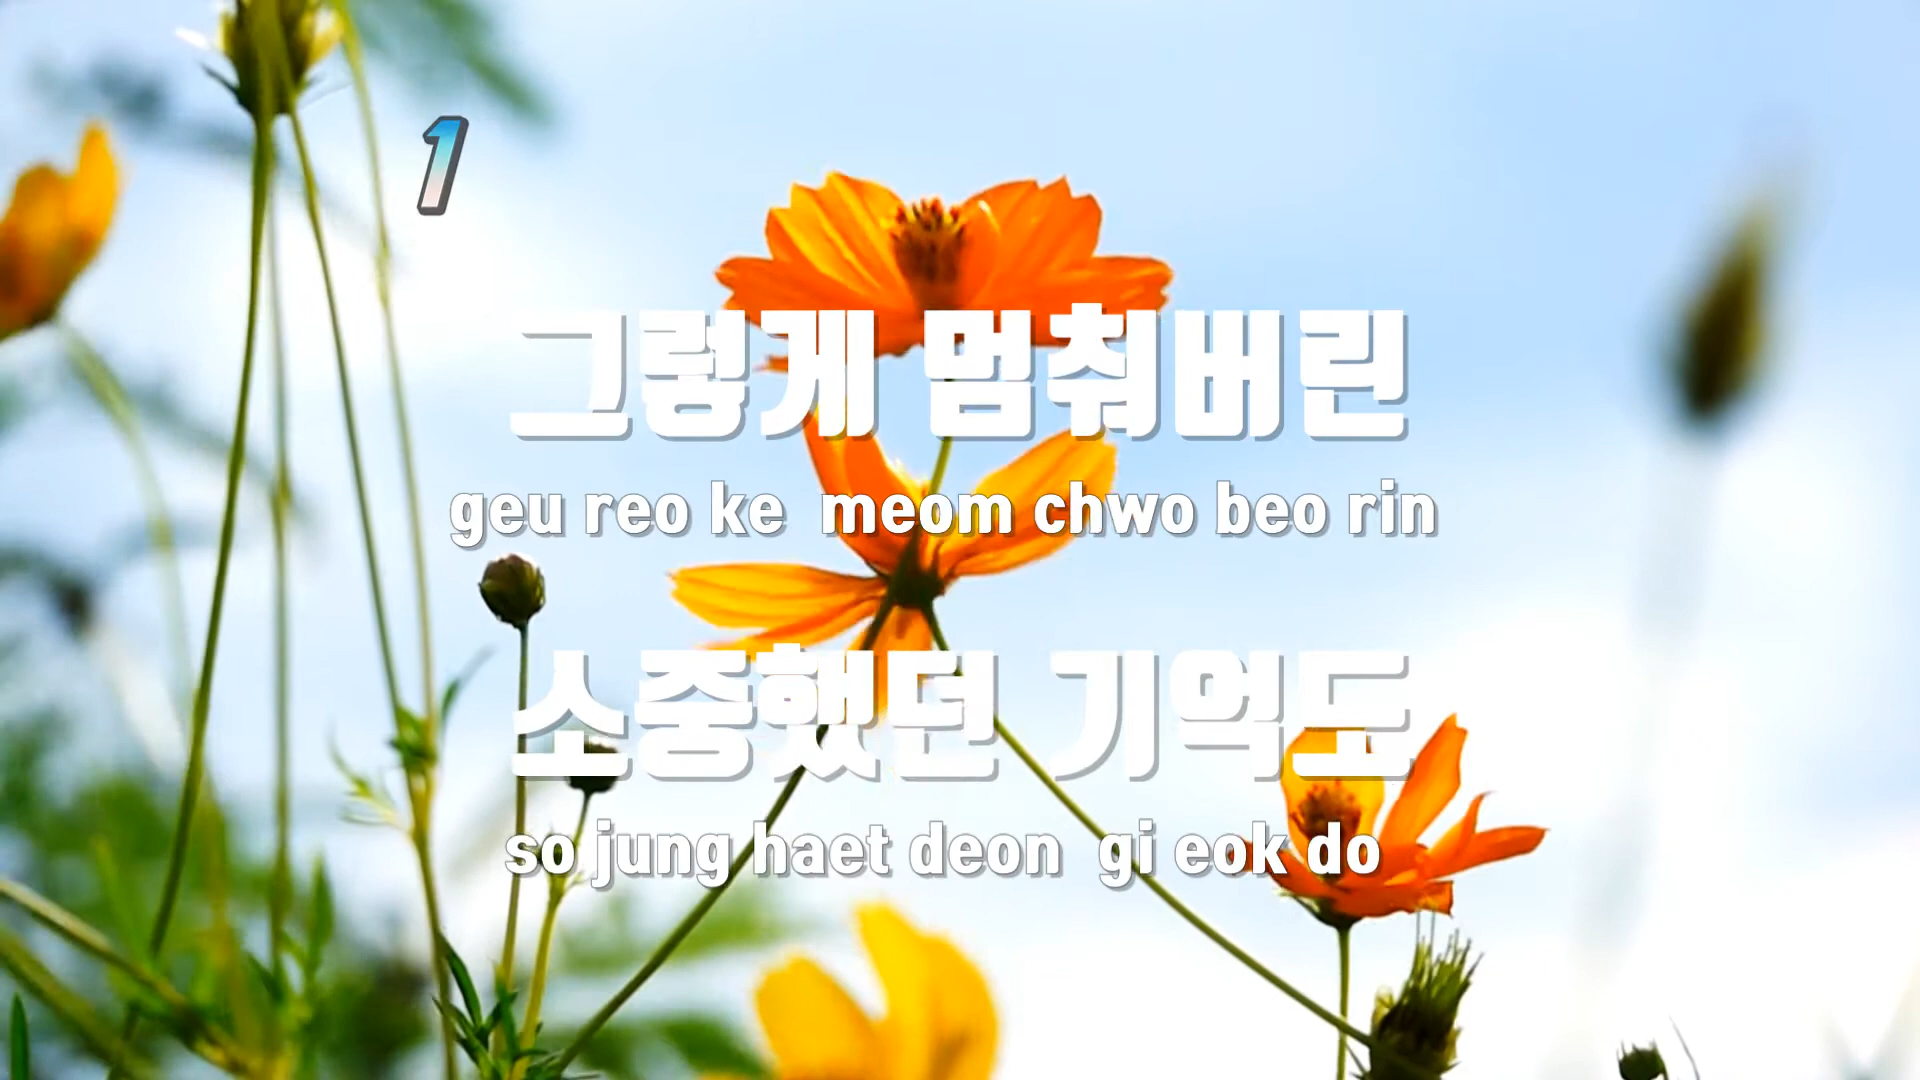 1
그렇게 멈춰버린
geu reo ke meom chwo beo rin
소중했던 기억도
so jung haet deon gi eok do